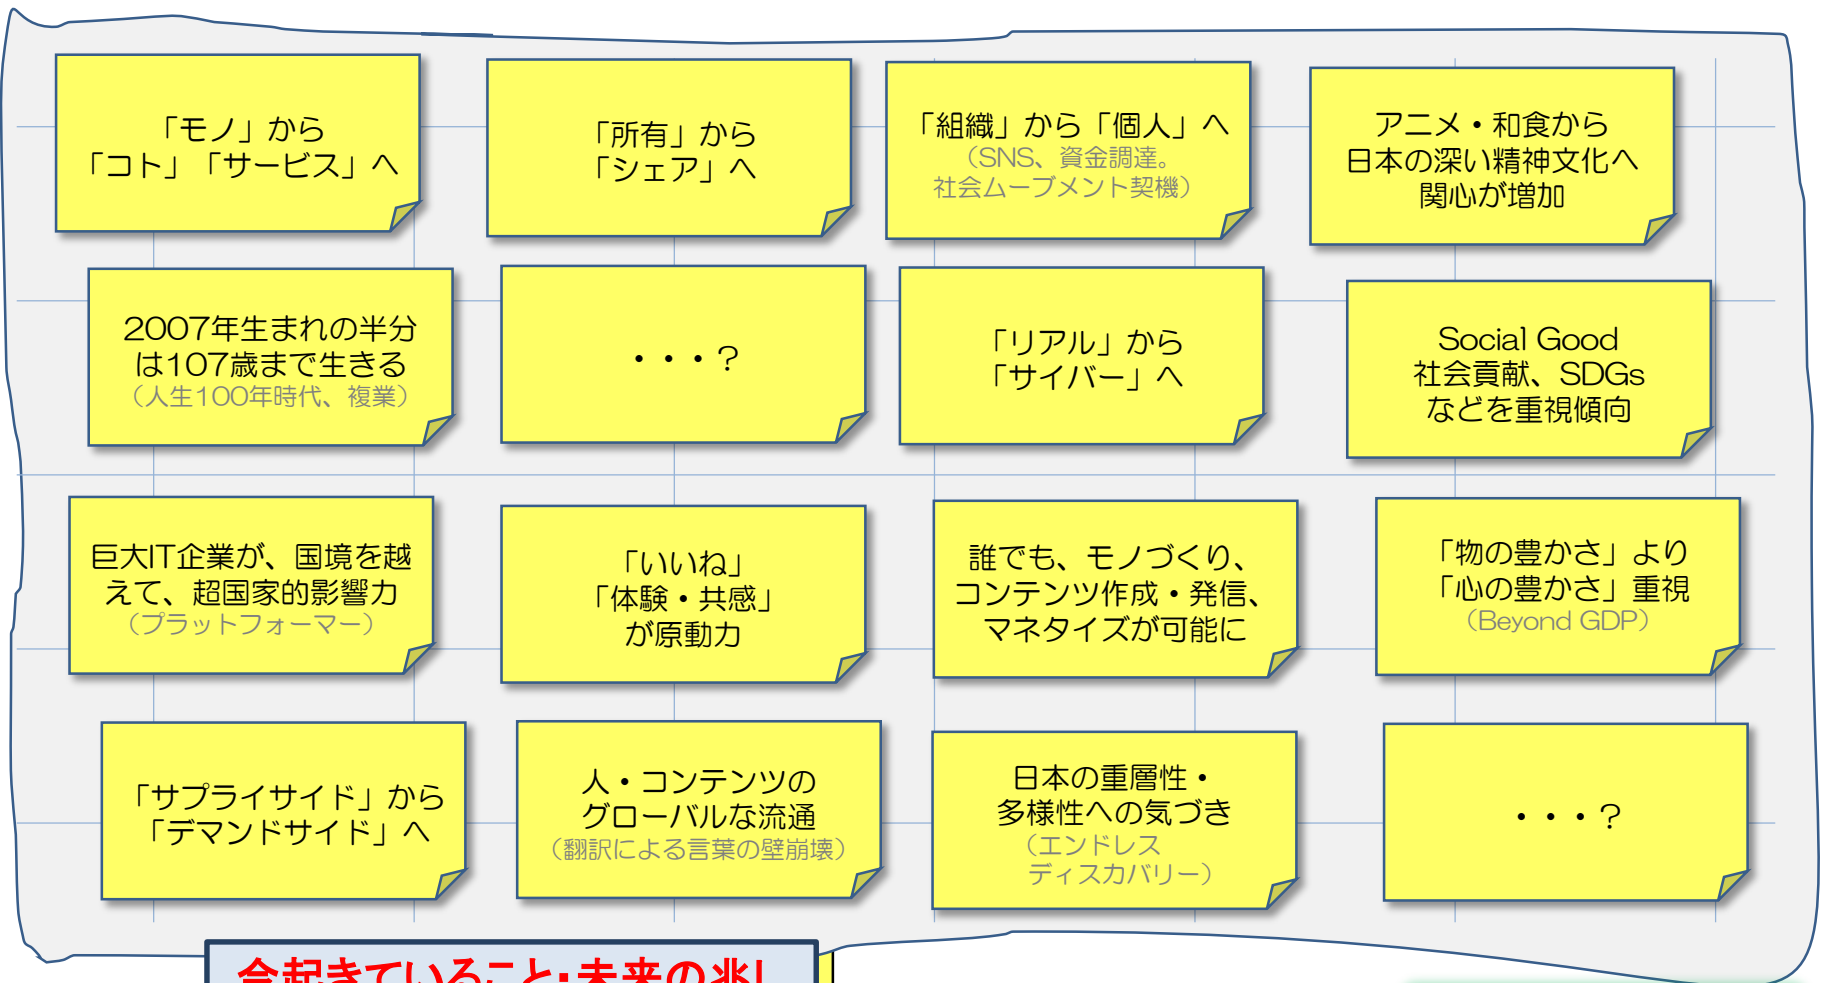 「モノ」から
「コト」「サービス」へ
「所有」から
「シェア」へ
「組織」から「個人」へ
（SNS、資金調達。
社会ムーブメント契機）
アニメ・和食から
日本の深い精神文化へ
関心が増加
2007年生まれの半分
は107歳まで生きる
（人生100年時代、複業）
・・・？
「リアル」から
「サイバー」へ
Social Good
社会貢献、SDGs
などを重視傾向
巨大IT企業が、国境を越
えて、超国家的影響力
（プラットフォーマー）
「いいね」
「体験・共感」
が原動力
誰でも、モノづくり、
コンテンツ作成・発信、
マネタイズが可能に
「物の豊かさ」より
「心の豊かさ」重視
（Beyond GDP）
「サプライサイド」から
「デマンドサイド」へ
人・コンテンツの
グローバルな流通
（翻訳による言葉の壁崩壊）
日本の重層性・
多様性への気づき
（エンドレス
ディスカバリー）
・・・？
今起きていること・未来の兆し